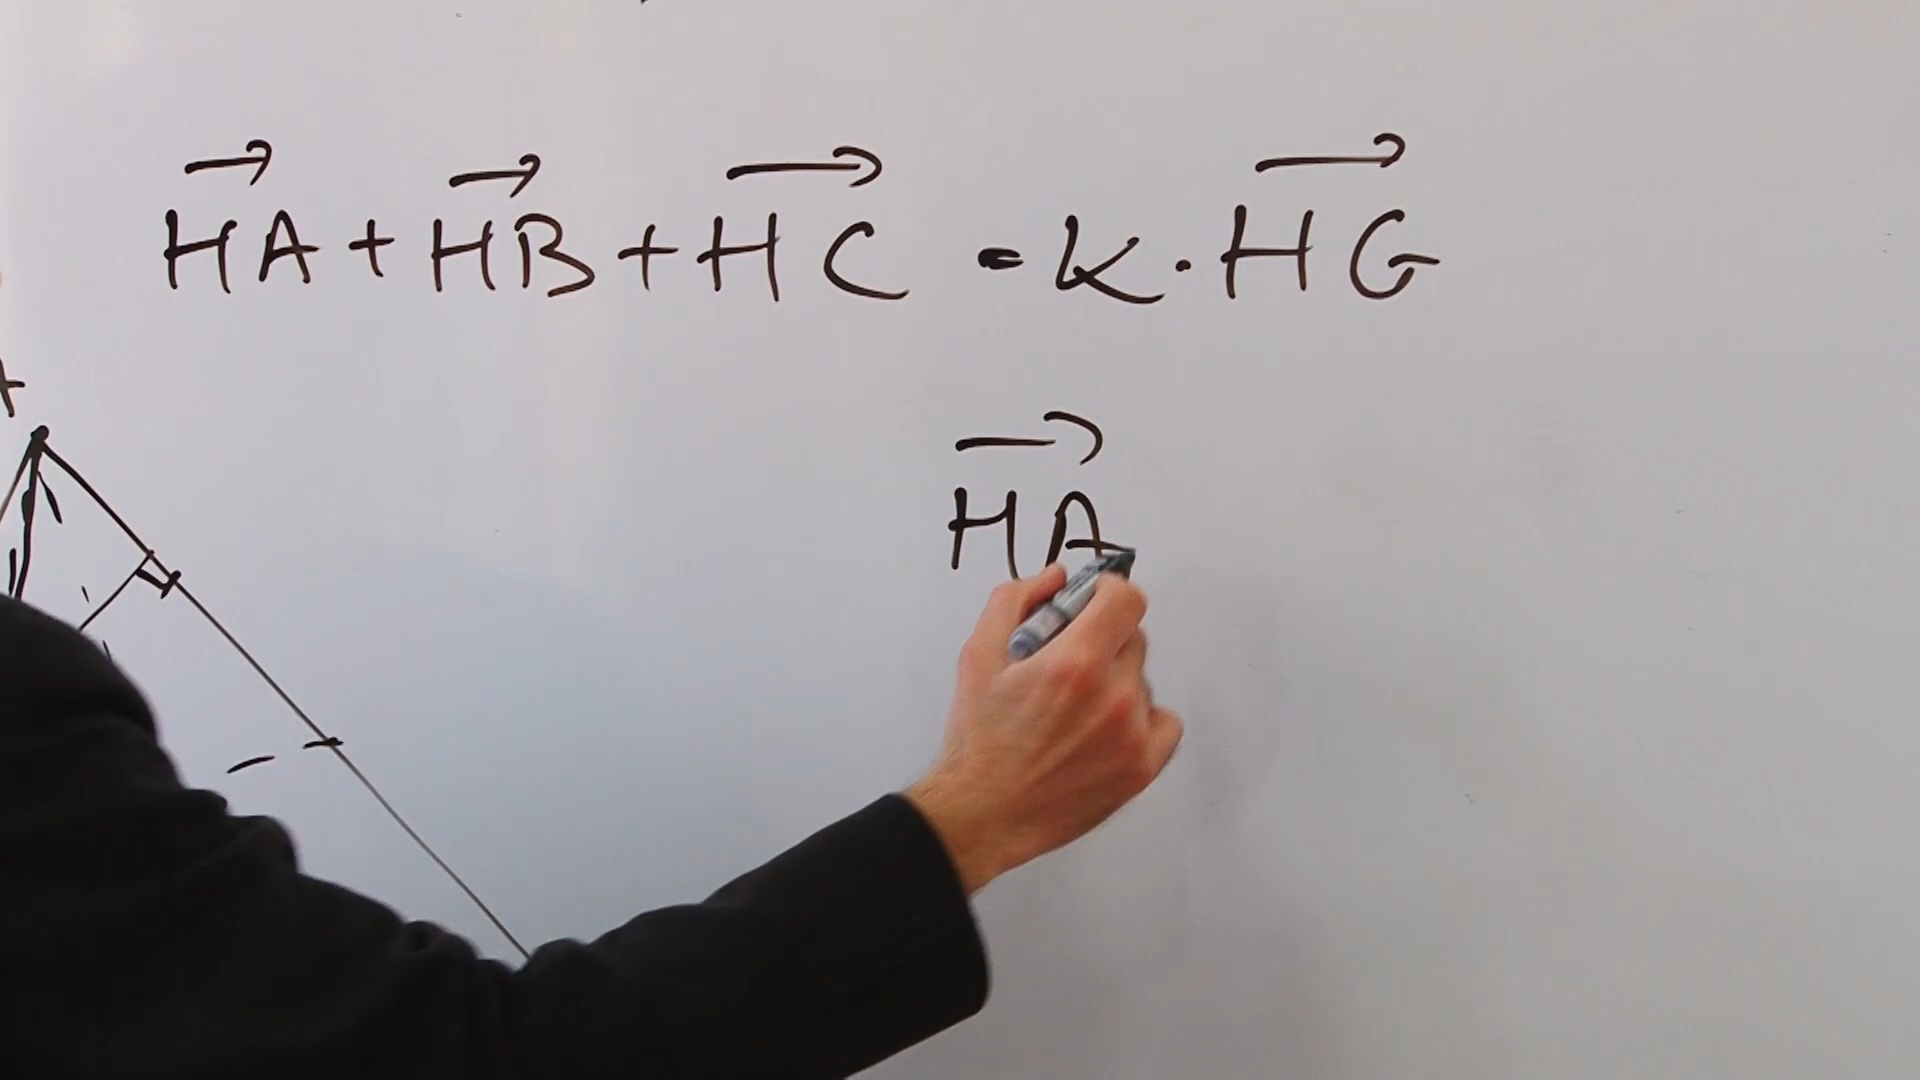 HA⃗ + HB⃗ + HC⃗ = K · HG⃗
A
HA⃗